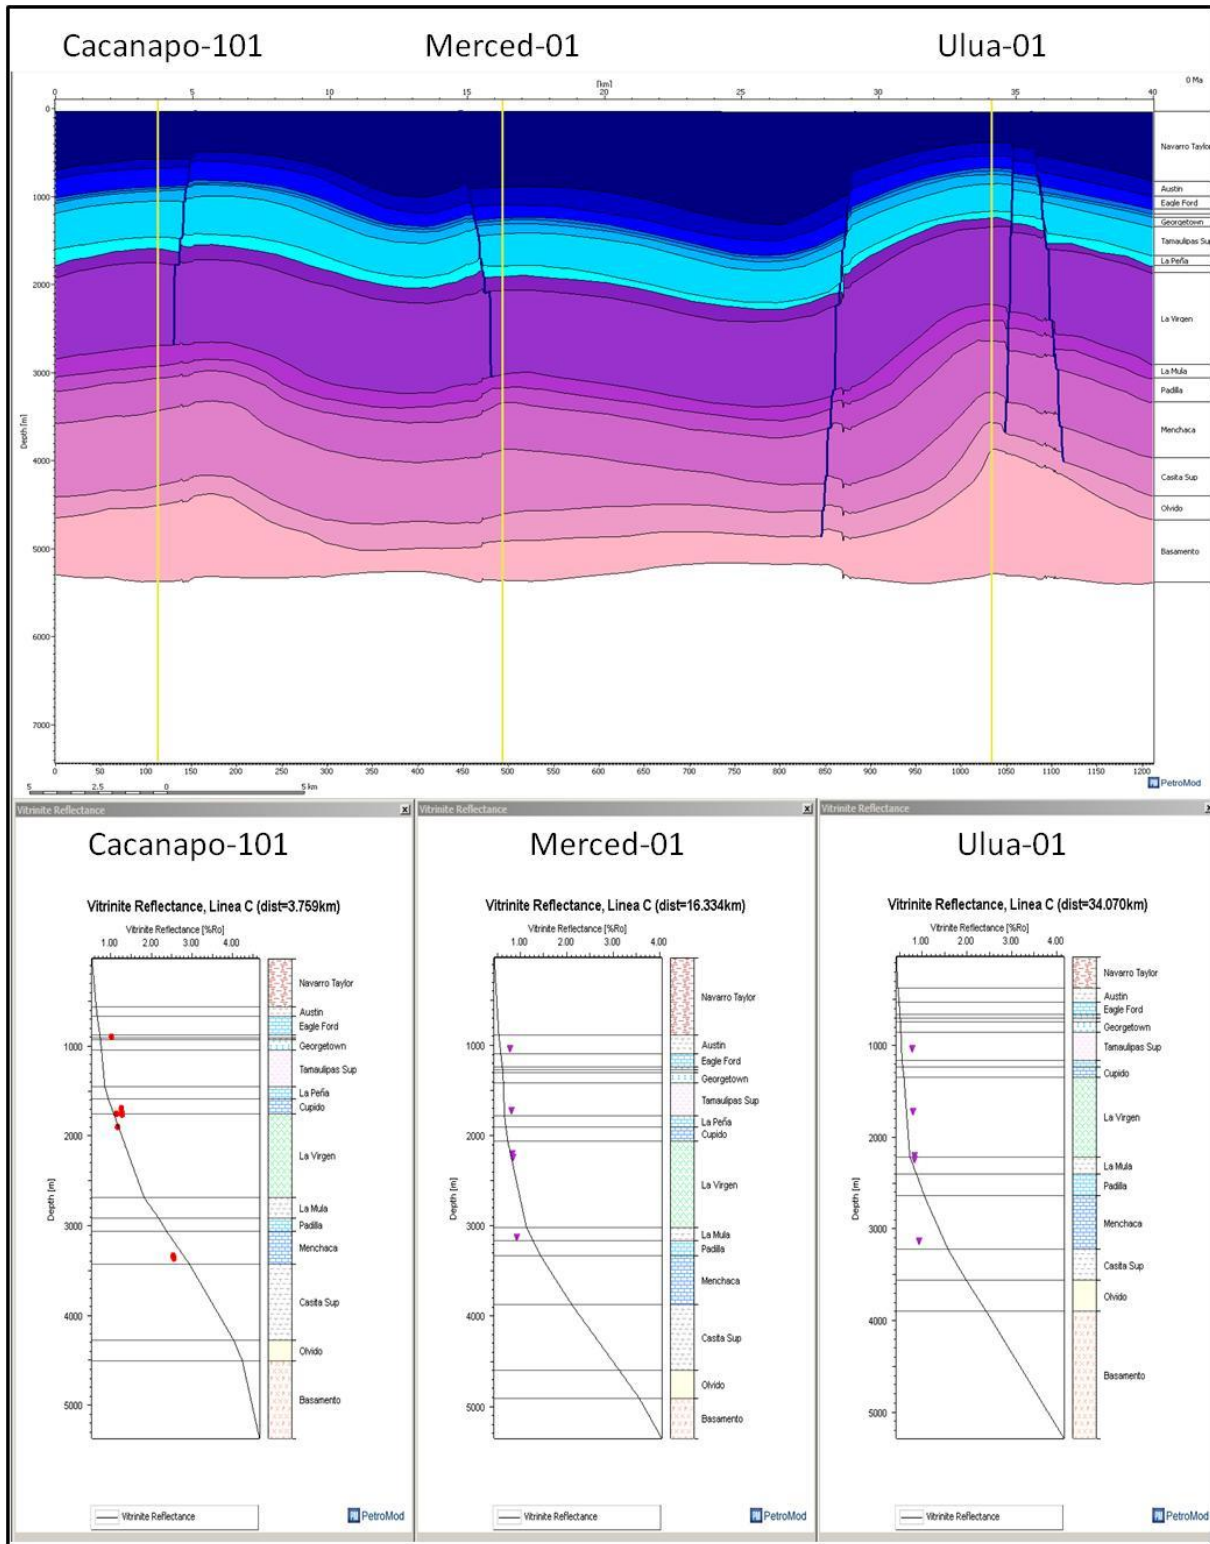 Cacanapo-101 Merced-01 Ulua-01
[km] 0 Ma
0 5 10 15 20 25 30 35 40
Depth [m]
0
1000
2000
3000
4000
5000
6000
7000
Navarro Taylor
Austin
Eagle Ford
Georgetown
Tamaulipas Sup
La Peña
La Virgen
La Mula
Padilla
Menchaca
Casita Sup
Olvido
Basamento
0 50 100 150 200 250 300 350 400 450 500 550 600 650 700 750 800 850 900 950 1000 1050 1100 1150 1200
5 2.5 0 5 km
PetroMod
Vitrinite Reflectance
Cacanapo-101
Vitrinite Reflectance, Linea C (dist=3.759km)
Vitrinite Reflectance [%Ro]
1.00 2.00 3.00 4.00
Depth [m]
1000
2000
3000
4000
5000
Navarro Taylor
Austin
Eagle Ford
Georgetown
Tamaulipas Sup
La Peña
Cupido
La Virgen
La Mula
Padilla
Menchaca
Casita Sup
Olvido
Basamento
Vitrinite Reflectance
PetroMod
Vitrinite Reflectance
Merced-01
Vitrinite Reflectance, Linea C (dist=16.334km)
Vitrinite Reflectance [%Ro]
1.00 2.00 3.00 4.00
Depth [m]
1000
2000
3000
4000
5000
Navarro Taylor
Austin
Eagle Ford
Georgetown
Tamaulipas Sup
La Peña
Cupido
La Virgen
La Mula
Padilla
Menchaca
Casita Sup
Olvido
Basamento
Vitrinite Reflectance
PetroMod
Vitrinite Reflectance
Ulua-01
Vitrinite Reflectance, Linea C (dist=34.070km)
Vitrinite Reflectance [%Ro]
1.00 2.00 3.00 4.00
Depth [m]
1000
2000
3000
4000
5000
Navarro Taylor
Austin
Eagle Ford
Georgetown
Tamaulipas Sup
Cupido
La Virgen
La Mula
Padilla
Menchaca
Casita Sup
Olvido
Basamento
Vitrinite Reflectance
PetroMod